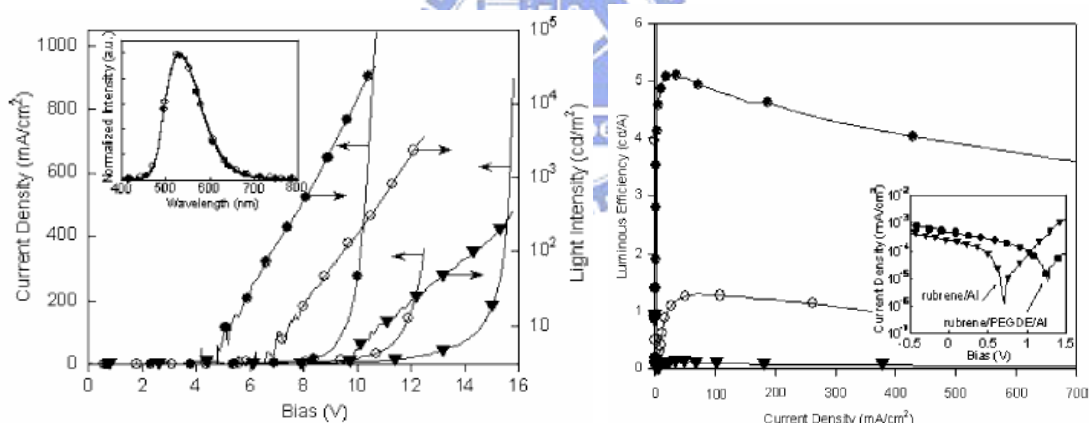 1000
800
600
400
200
0
Current Density (mA/cm²)
0 2 4 6 8 10 12 14 16
Bias (V)
10⁵
10⁴
10³
10²
10
Light Intensity (cd/m²)
Normalized Intensity (a.u.)
400 500 600 700 800
Wavelength (nm)
6
5
4
3
2
1
0
Luminous Efficiency (cd/A)
0 100 200 300 400 500 600 700
Current Density (mA/cm²)
10⁻²
10⁻³
10⁻⁴
10⁻⁵
10⁻⁶
10⁻⁷
Current Density (mA/cm²)
rubrene/Al
rubrene/PEGDE/Al
-0.5 0 0.5 1 1.5
Bias (V)